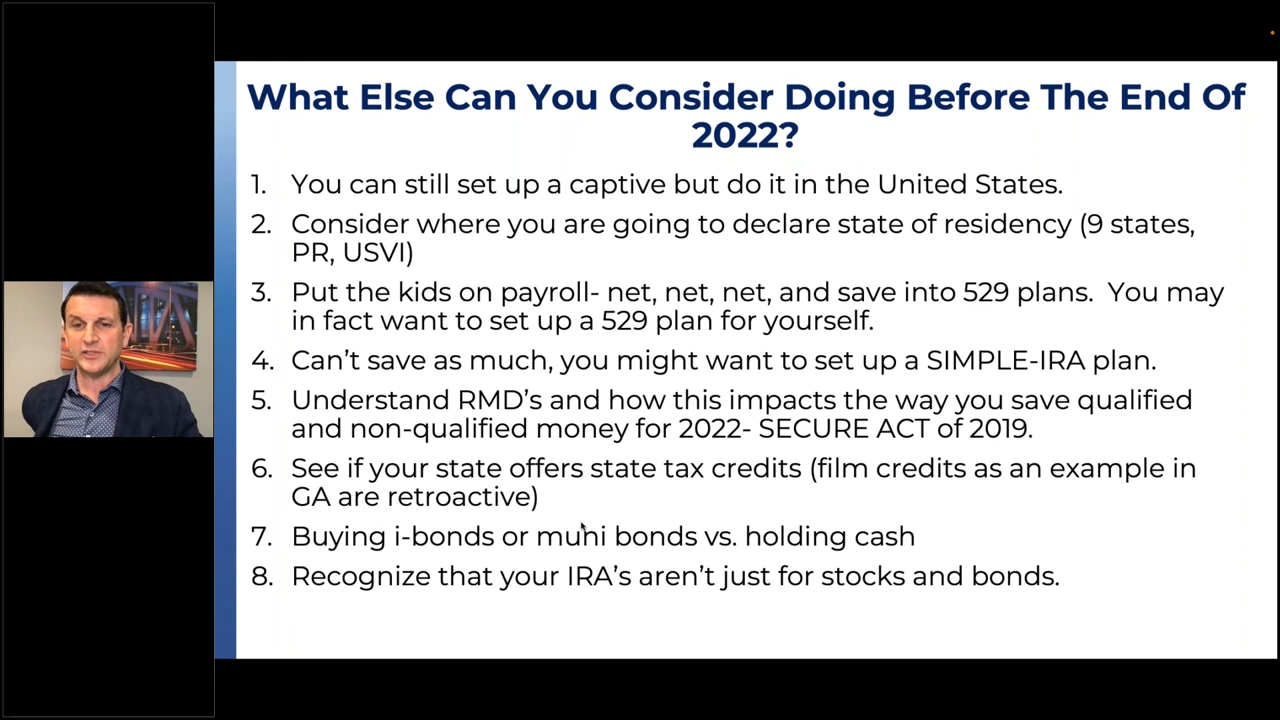 What Else Can You Consider Doing Before The End Of
2022?
1. You can still set up a captive but do it in the United States.
2. Consider where you are going to declare state of residency (9 states,
PR, USVI)
3. Put the kids on payroll- net, net, net, and save into 529 plans. You may
in fact want to set up a 529 plan for yourself.
4. Can't save as much, you might want to set up a SIMPLE-IRA plan.
5. Understand RMD's and how this impacts the way you save qualified
and non-qualified money for 2022- SECURE ACT of 2019.
6. See if your state offers state tax credits (film credits as an example in
GA are retroactive)
7. Buying i-bonds or muni bonds vs. holding cash
8. Recognize that your IRA's aren't just for stocks and bonds.